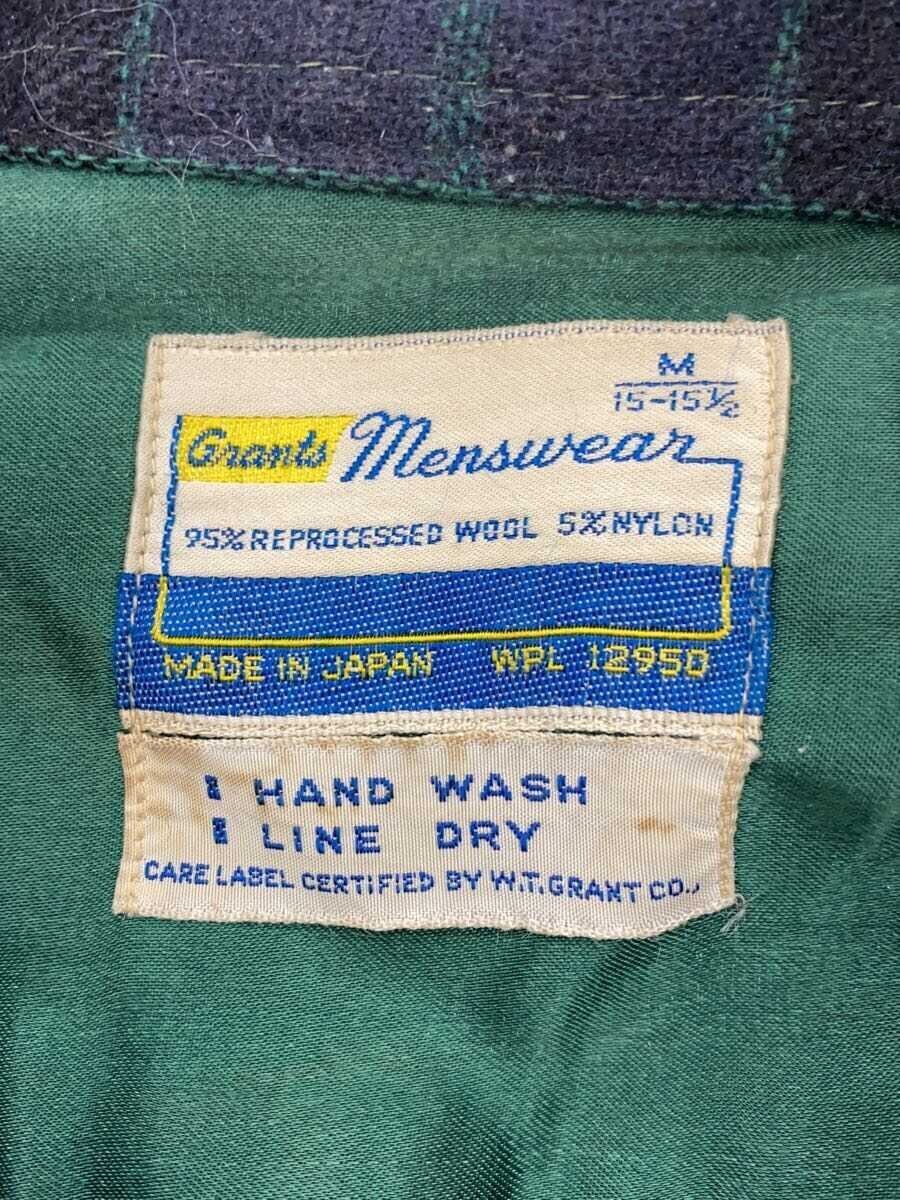 M
15-15½
Grants Menswear
95% REPROCESSED WOOL 5% NYLON
MADE IN JAPAN WPL 12950
HAND WASH
LINE DRY
CARE LABEL CERTIFIED BY W.T.GRANT CO.,